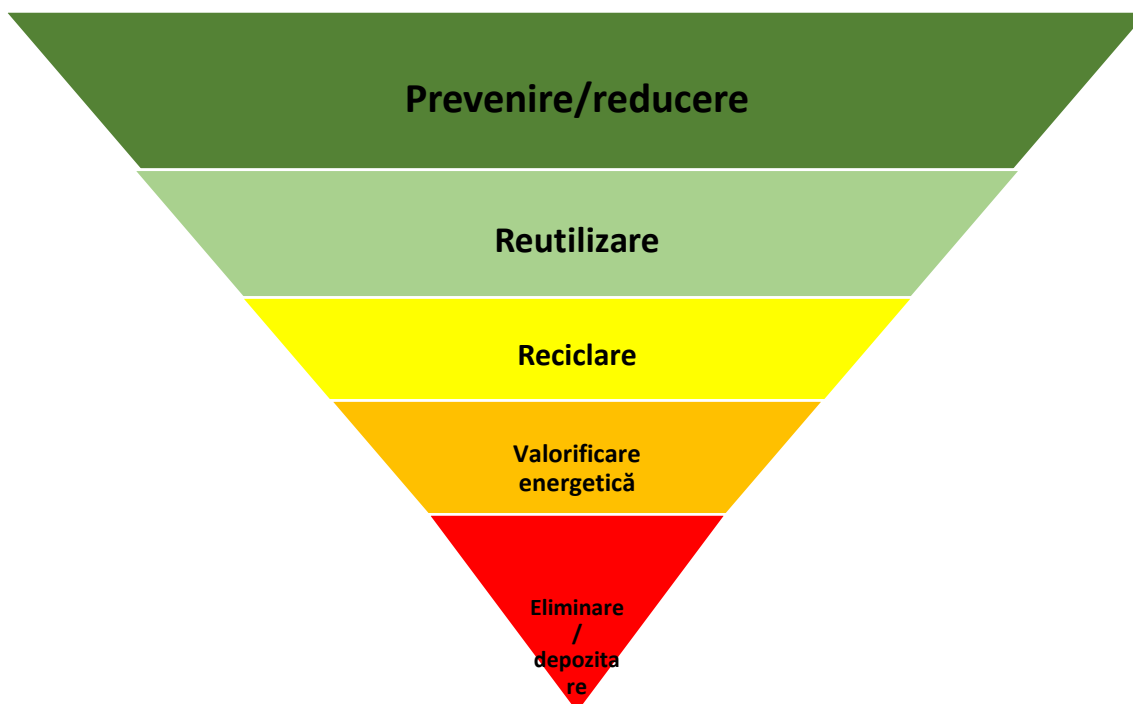 Prevenire/reducere
Reutilizare
Reciclare
Valorificare
energetică
Eliminare
/
depozita
re